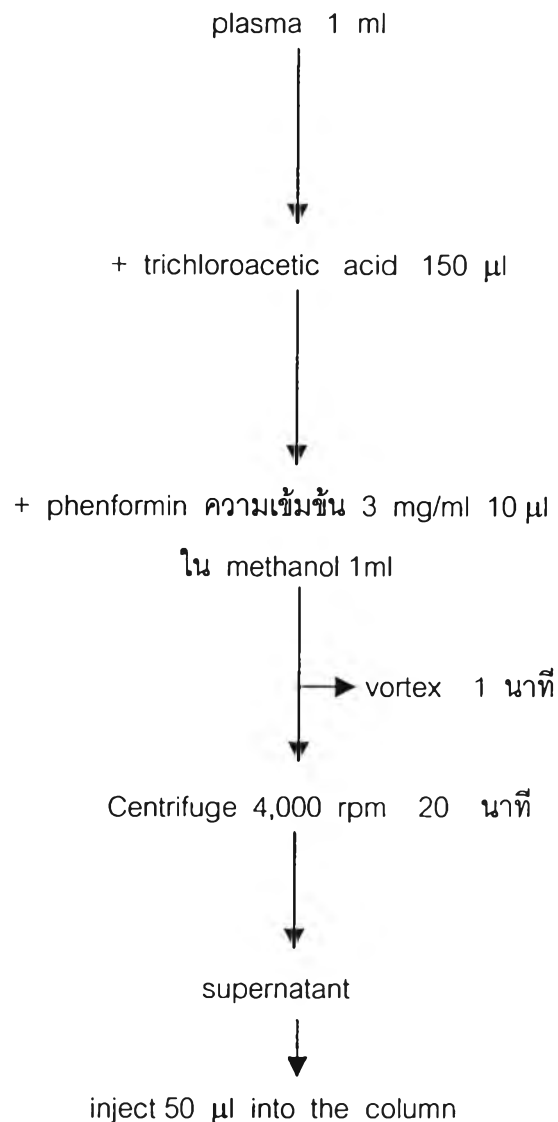 plasma 1 ml
+ trichloroacetic acid 150 μl
+ phenformin ความเข้มข้น 3 mg/ml 10 μl
ใน methanol 1ml
vortex 1 นาที
Centrifuge 4,000 rpm 20 นาที
supernatant
inject 50 μl into the column